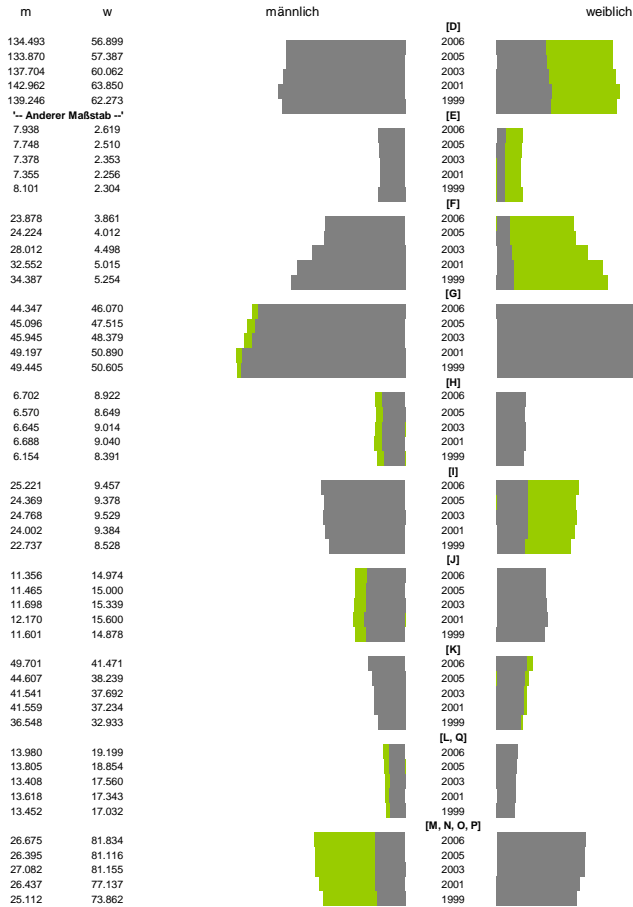 m w männlich weiblich
[D]
134.493 56.899 2006
133.870 57.387 2005
137.704 60.062 2003
142.962 63.850 2001
139.246 62.273 1999
'-- Anderer Maßstab --' [E]
7.938 2.619 2006
7.748 2.510 2005
7.378 2.353 2003
7.355 2.256 2001
8.101 2.304 1999
[F]
23.878 3.861 2006
24.224 4.012 2005
28.012 4.498 2003
32.552 5.015 2001
34.387 5.254 1999
[G]
44.347 46.070 2006
45.096 47.515 2005
45.945 48.379 2003
49.197 50.890 2001
49.445 50.605 1999
[H]
6.702 8.922 2006
6.570 8.649 2005
6.645 9.014 2003
6.688 9.040 2001
6.154 8.391 1999
[I]
25.221 9.457 2006
24.369 9.378 2005
24.768 9.529 2003
24.002 9.384 2001
22.737 8.528 1999
[J]
11.356 14.974 2006
11.465 15.000 2005
11.698 15.339 2003
12.170 15.600 2001
11.601 14.878 1999
[K]
49.701 41.471 2006
44.607 38.239 2005
41.541 37.692 2003
41.559 37.234 2001
36.548 32.933 1999
[L, Q]
13.980 19.199 2006
13.805 18.854 2005
13.408 17.560 2003
13.618 17.343 2001
13.452 17.032 1999
[M, N, O, P]
26.675 81.834 2006
26.395 81.116 2005
27.082 81.155 2003
26.437 77.137 2001
25.112 73.862 1999